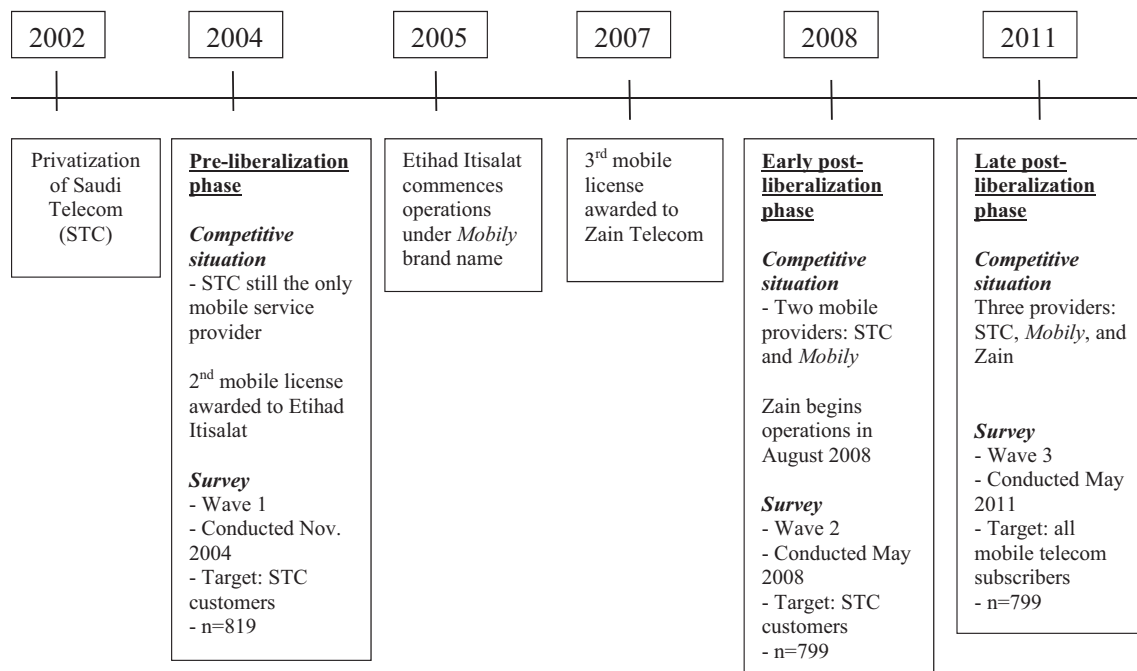 2002
2004
2005
2007
2008
2011
Privatization
of Saudi
Telecom
(STC)
Pre-liberalization
phase
Competitive
situation
- STC still the only
mobile service
provider
2nd mobile license
awarded to Etihad
Itisalat
Survey
- Wave 1
- Conducted Nov.
2004
- Target: STC
customers
- n=819
Etihad Itisalat
commences
operations
under Mobily
brand name
3rd mobile
license
awarded to
Zain Telecom
Early post-
liberalization
phase
Competitive
situation
- Two mobile
providers: STC
and Mobily
Zain begins
operations in
August 2008
Survey
- Wave 2
- Conducted May
2008
- Target: STC
customers
- n=799
Late post-
liberalization
phase
Competitive
situation
Three providers:
STC, Mobily, and
Zain
Survey
- Wave 3
- Conducted May
2011
- Target: all
mobile telecom
subscribers
- n=799